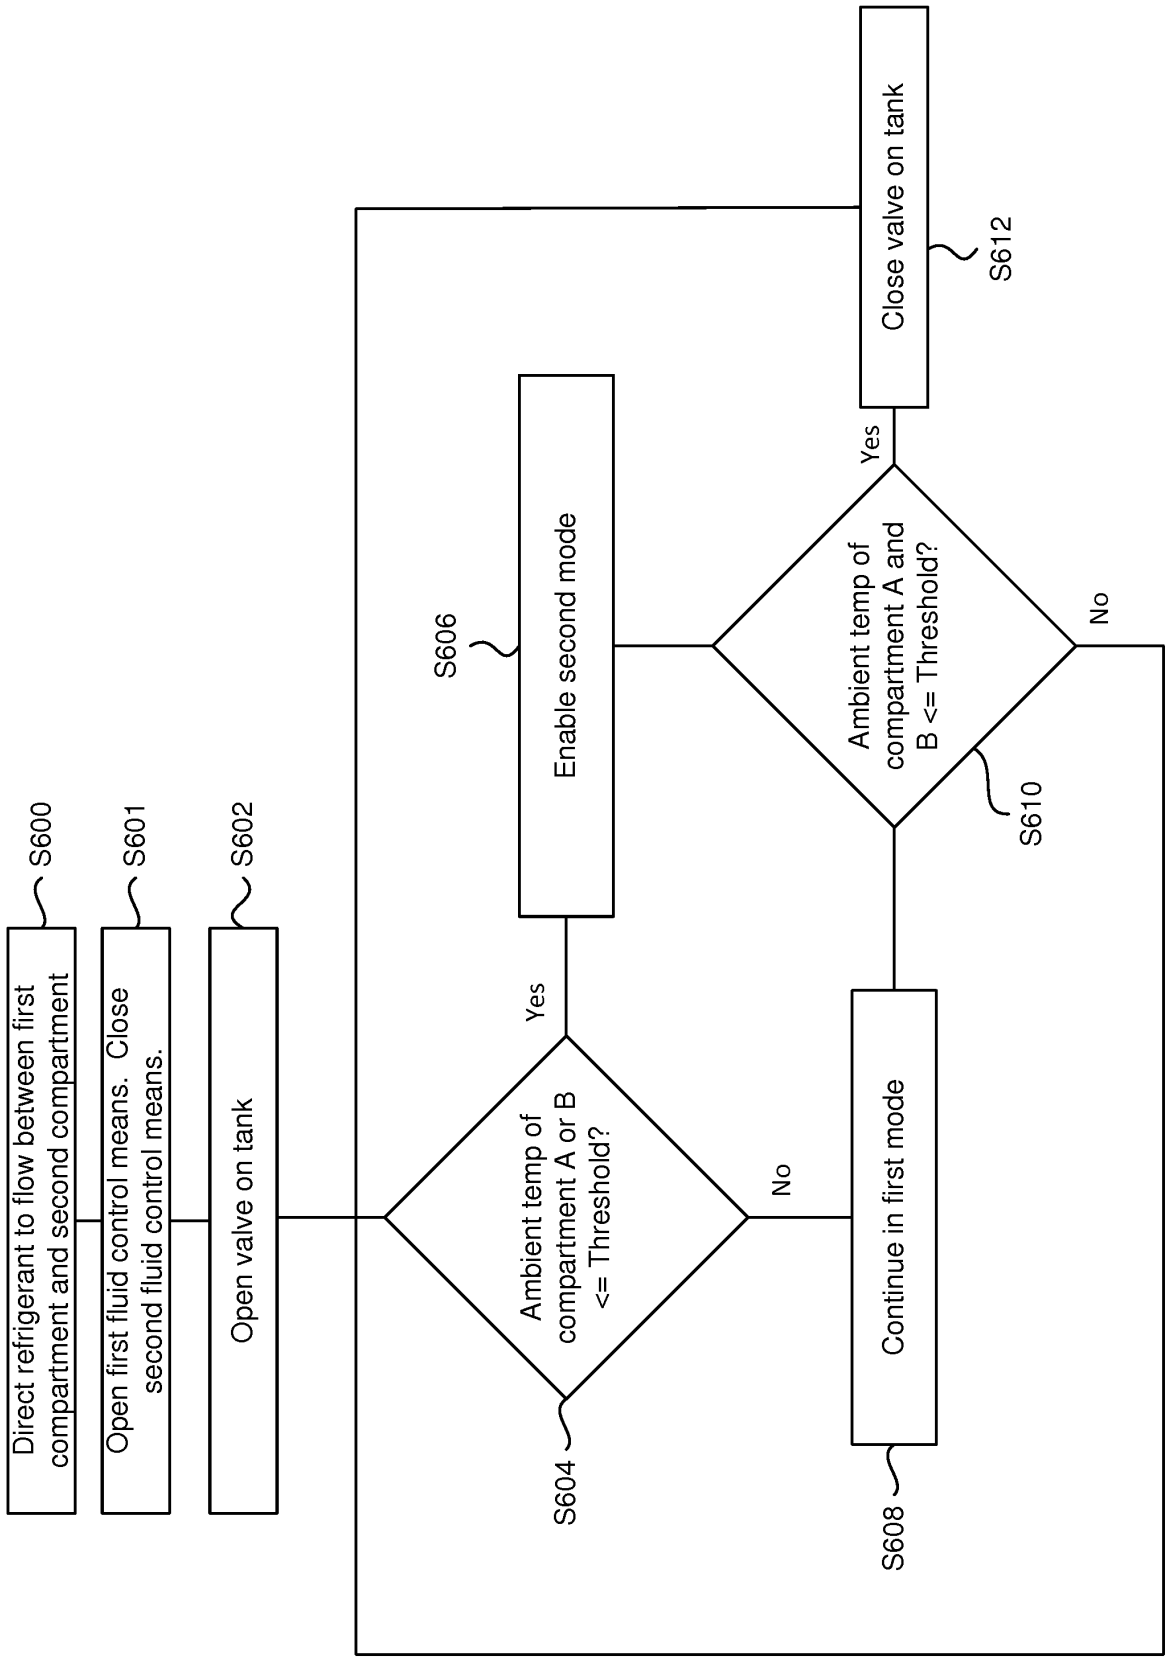 Direct refrigerant to flow between first
compartment and second compartment
S600
Open first fluid control means. Close
second fluid control means.
S601
Open valve on tank
S602
Ambient temp of
compartment A or B
<= Threshold?
S604
Yes
No
Enable second mode
S606
Continue in first mode
S608
Ambient temp of
compartment A and
B <= Threshold?
S610
Yes
No
Close valve on tank
S612